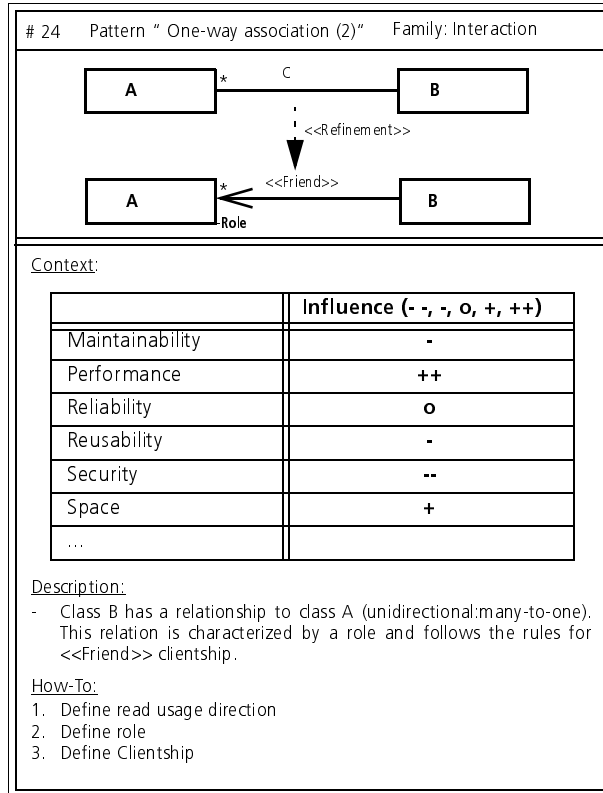 # 24 Pattern “ One-way association (2)“ Family: Interaction
A * C B
<<Refinement>>
A * <<Friend>> B
-Role
Context:
Influence (- -, -, o, +, ++)
Maintainability -
Performance ++
Reliability o
Reusability -
Security --
Space +
...
Description:
- Class B has a relationship to class A (unidirectional:many-to-one).
This relation is characterized by a role and follows the rules for
<<Friend>> clientship.
How-To:
1. Define read usage direction
2. Define role
3. Define Clientship